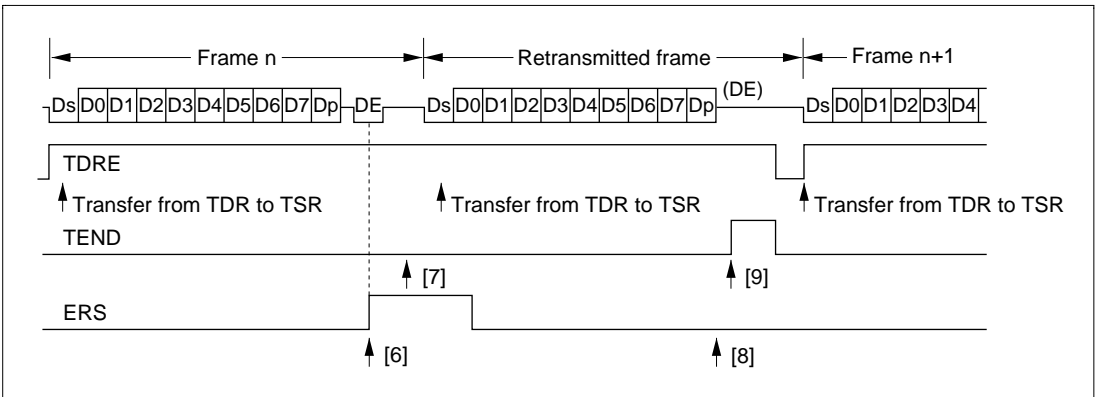 Frame n Retransmitted frame Frame n+1
Ds D0 D1 D2 D3 D4 D5 D6 D7 Dp DE Ds D0 D1 D2 D3 D4 D5 D6 D7 Dp (DE) Ds D0 D1 D2 D3 D4
TDRE
Transfer from TDR to TSR Transfer from TDR to TSR Transfer from TDR to TSR
TEND
[7] [9]
ERS
[6] [8]